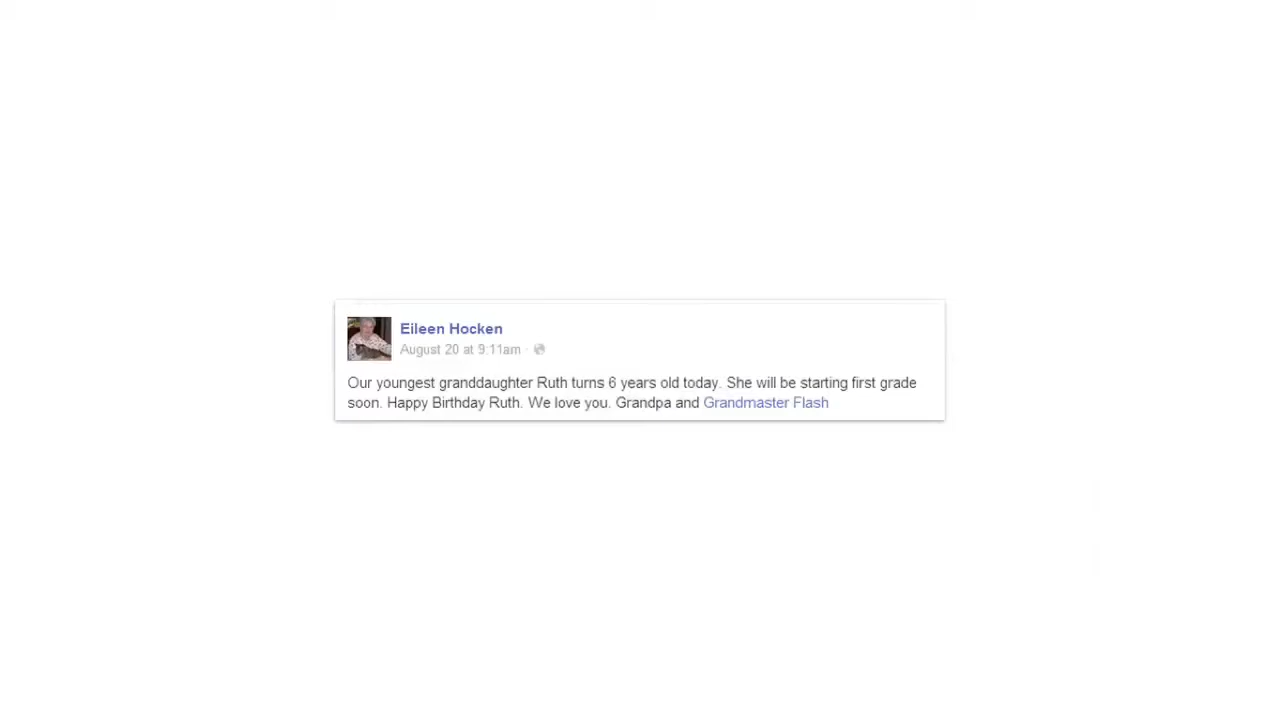 Eileen Hocken
August 20 at 9:11am ·
Our youngest granddaughter Ruth turns 6 years old today. She will be starting first grade
soon. Happy Birthday Ruth. We love you. Grandpa and Grandmaster Flash